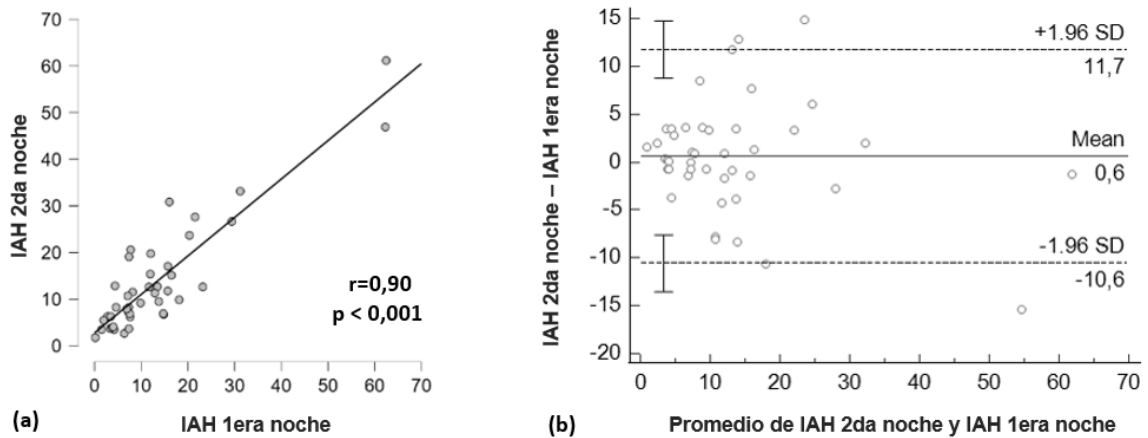 70
60
50
40
30
20
10
0
IAH 2da noche
r=0,90
p < 0,001
0 10 20 30 40 50 60 70
(a)
IAH 1era noche
15
10
5
0
-5
-10
-15
-20
IAH 2da noche – IAH 1era noche
+1.96 SD
11,7
Mean
0,6
-1.96 SD
-10,6
0 10 20 30 40 50 60 70
(b)
Promedio de IAH 2da noche y IAH 1era noche